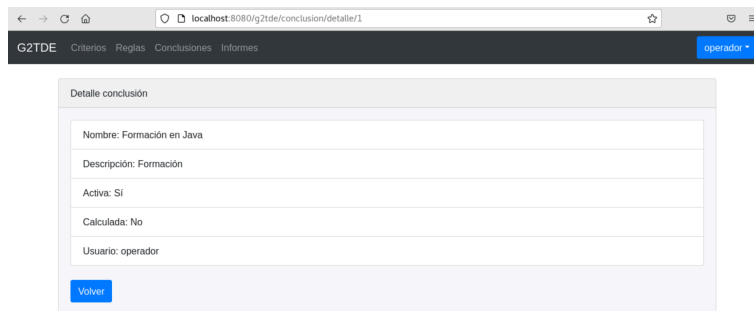 localhost:8080/g2tde/conclusion/detalle/1
G2TDE Criterios Reglas Conclusiones Informes operador
Detalle conclusión
Nombre: Formación en Java
Descripción: Formación
Activa: Sí
Calculada: No
Usuario: operador
Volver